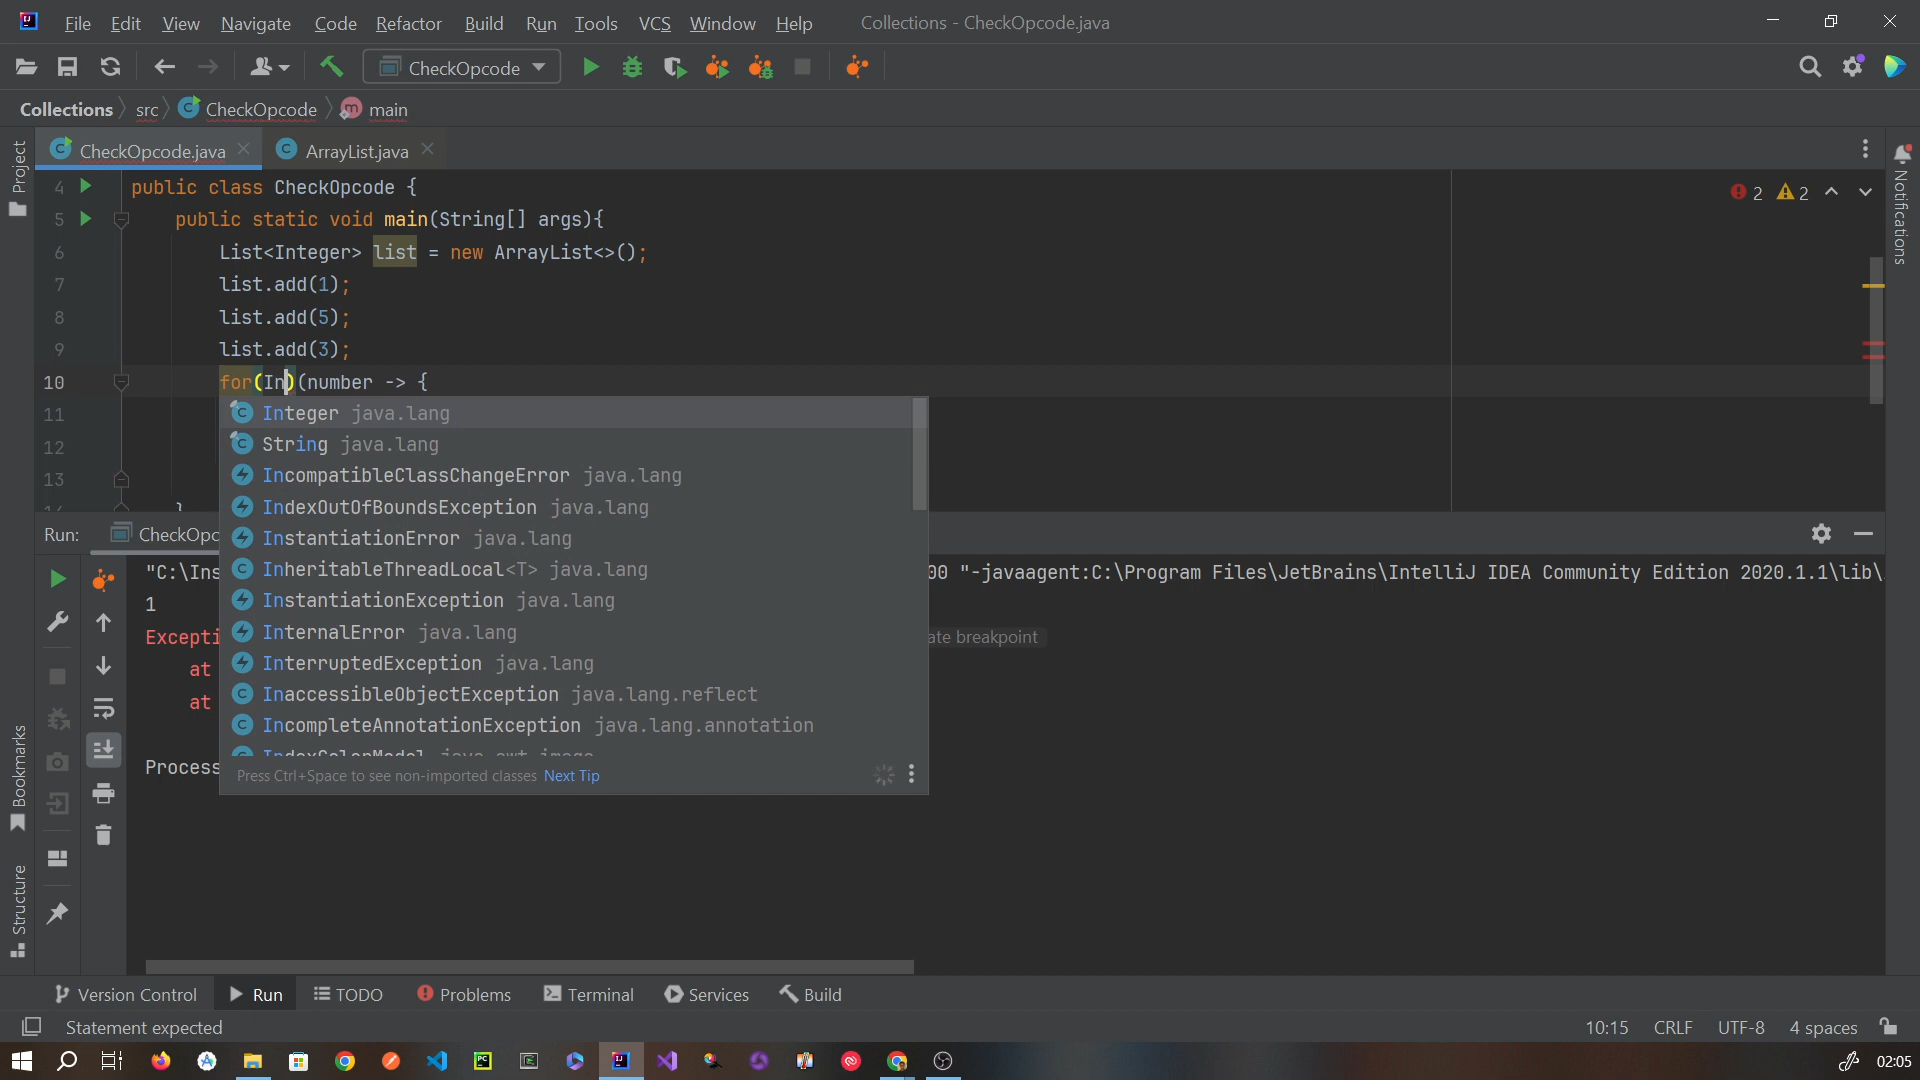 File Edit View Navigate Code Refactor Build Run Tools VCS Window Help Collections - CheckOpcode.java
CheckOpcode
Collections src CheckOpcode main
CheckOpcode.java ArrayList.java
Project
Notifications
Bookmarks
Structure
2 2
4 public class CheckOpcode {
5 public static void main(String[] args){
6 List<Integer> list = new ArrayList<>();
7 list.add(1);
8 list.add(5);
9 list.add(3);
10 for(In)(number -> {
11
12
13
}
Integer java.lang
String java.lang
IncompatibleClassChangeError java.lang
IndexOutOfBoundsException java.lang
InstantiationError java.lang
InheritableThreadLocal<T> java.lang
InstantiationException java.lang
InternalError java.lang
InterruptedException java.lang
InaccessibleObjectException java.lang.reflect
IncompleteAnnotationException java.lang.annotation
Press Ctrl+Space to see non-imported classes Next Tip
Run: CheckOpc
"C:\Ins 00 "-javaagent:C:\Program Files\JetBrains\IntelliJ IDEA Community Edition 2020.1.1\lib\
1
Excepti ate breakpoint
at
at
Process
Version Control Run TODO Problems Terminal Services Build
Statement expected 10:15 CRLF UTF-8 4 spaces
02:05